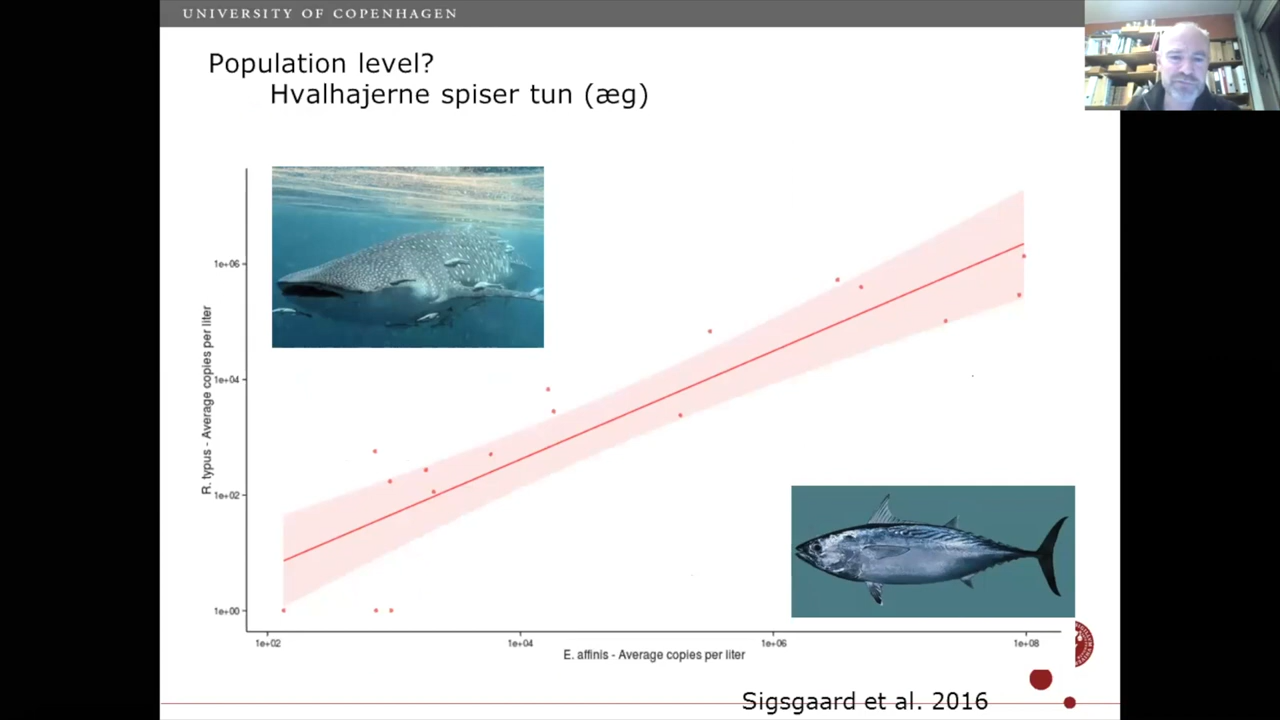 UNIVERSITY OF COPENHAGEN
Population level?
Hvalhajerne spiser tun (æg)
R. typus - Average copies per liter
1e+06
1e+04
1e+02
1e+00
1e+02
1e+04
1e+06
1e+08
E. affinis - Average copies per liter
Sigsgaard et al. 2016